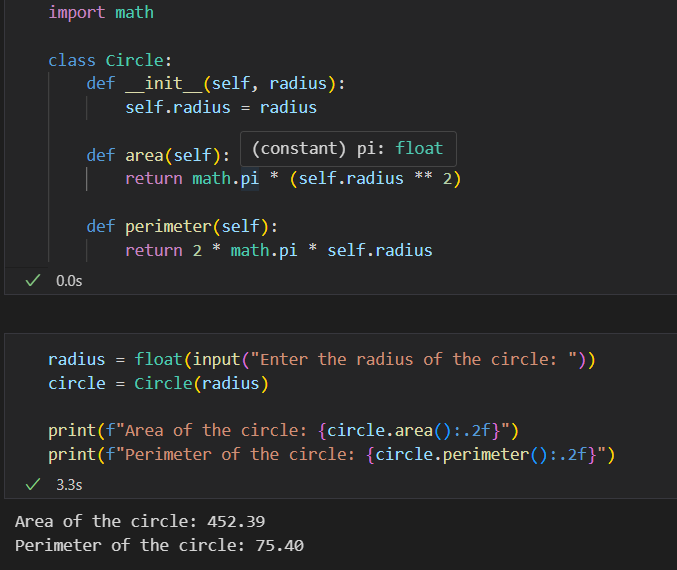 import math
class Circle:
def __init__(self, radius):
self.radius = radius
def area(self):
(constant) pi: float
return math.pi * (self.radius ** 2)
def perimeter(self):
return 2 * math.pi * self.radius
0.0s
radius = float(input("Enter the radius of the circle: "))
circle = Circle(radius)
print(f"Area of the circle: {circle.area():.2f}")
print(f"Perimeter of the circle: {circle.perimeter():.2f}")
3.3s
Area of the circle: 452.39
Perimeter of the circle: 75.40